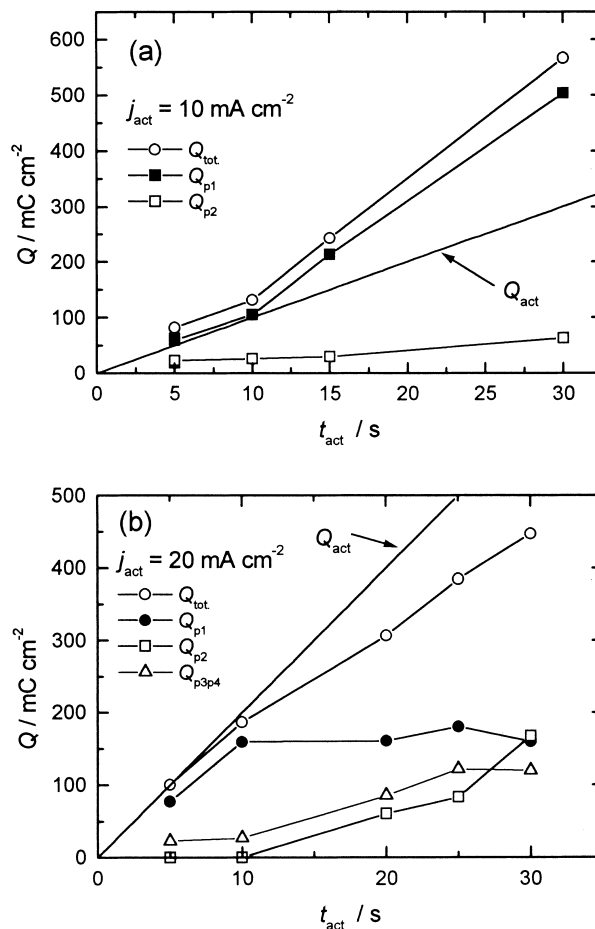 (a)
j_act = 10 mA cm⁻²
Q_tot.
Q_p1
Q_p2
Q_act
Q / mC cm⁻²
600
500
400
300
200
100
0
0 5 10 15 20 25 30
t_act / s
(b)
j_act = 20 mA cm⁻²
Q_tot.
Q_p1
Q_p2
Q_p3p4
Q_act
Q / mC cm⁻²
500
400
300
200
100
0
0 10 20 30
t_act / s